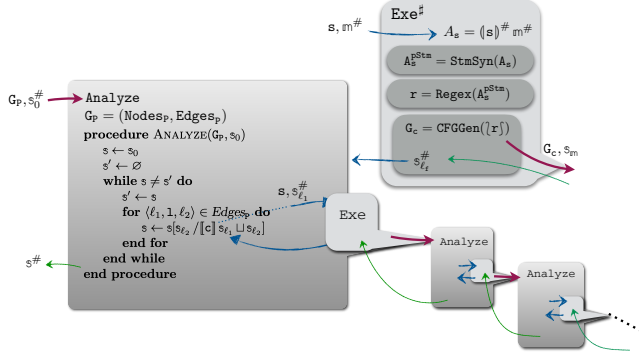 Exe♯
s, 𝕞#
A_s = ⦇s⦈# 𝕞#
A_s^pStm = StmSyn(A_s)
r = Regex(A_s^pStm)
G_c = CFGGen(⟅r⟆)
𝕤_ℓf^#
G_c, 𝕤_𝕞
G_P, 𝕤_0^#
Analyze
G_P = (Nodes_P, Edges_P)
procedure ANALYZE(G_P, 𝕤_0)
𝕤 ← 𝕤_0
𝕤′ ← ∅
while 𝕤 ≠ 𝕤′ do
𝕤′ ← 𝕤
for ⟨ℓ_1, 1, ℓ_2⟩ ∈ Edges_P do
𝕤 ← 𝕤[𝕤_ℓ2 / ⟦c⟧ 𝕤_ℓ1 ⊔ 𝕤_ℓ2]
end for
end while
end procedure
𝕤#
s, 𝕤_ℓ1^#
Exe
Analyze
Analyze